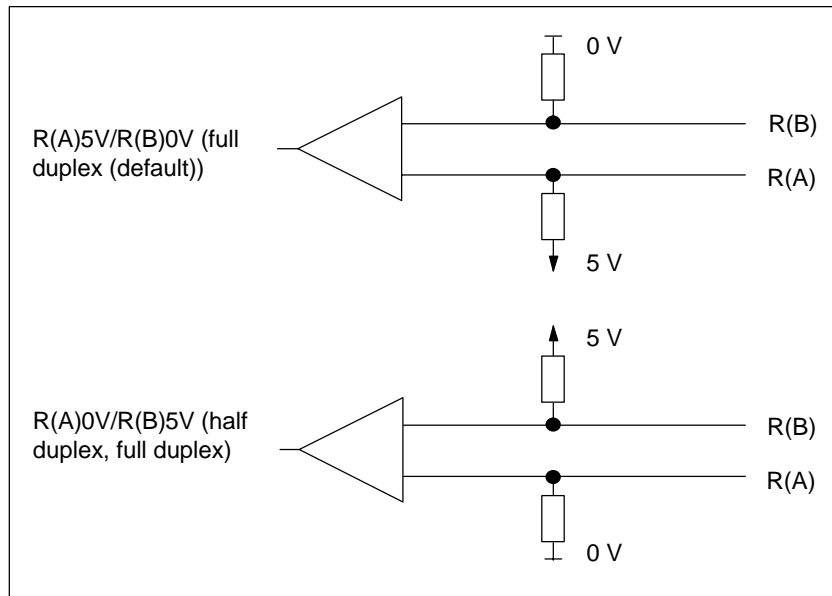 0 V
R(A)5V/R(B)0V (full
duplex (default))
R(B)
R(A)
5 V
5 V
R(A)0V/R(B)5V (half
duplex, full duplex)
R(B)
R(A)
0 V